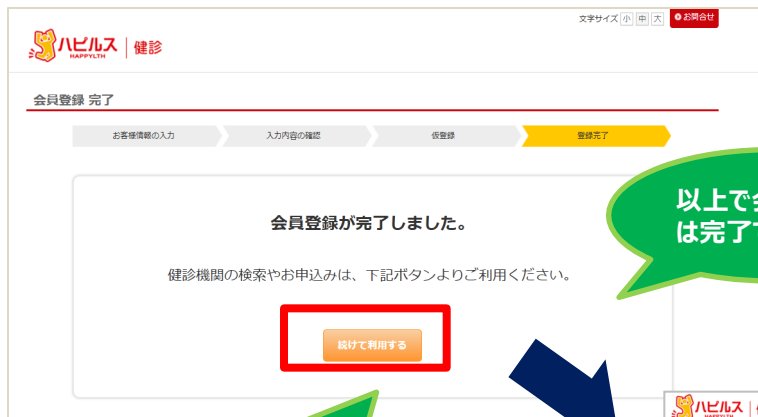 文字サイズ 小 中 大 お問合せ
ハピルス 健診
HAPPYLTH
会員登録 完了
お客様情報の入力 入力内容の確認 仮登録 登録完了
以上で
は完了
会員登録が完了しました。
健診機関の検索やお申込みは、下記ボタンよりご利用ください。
続けて利用する
ハピルス
HAPPYLTH